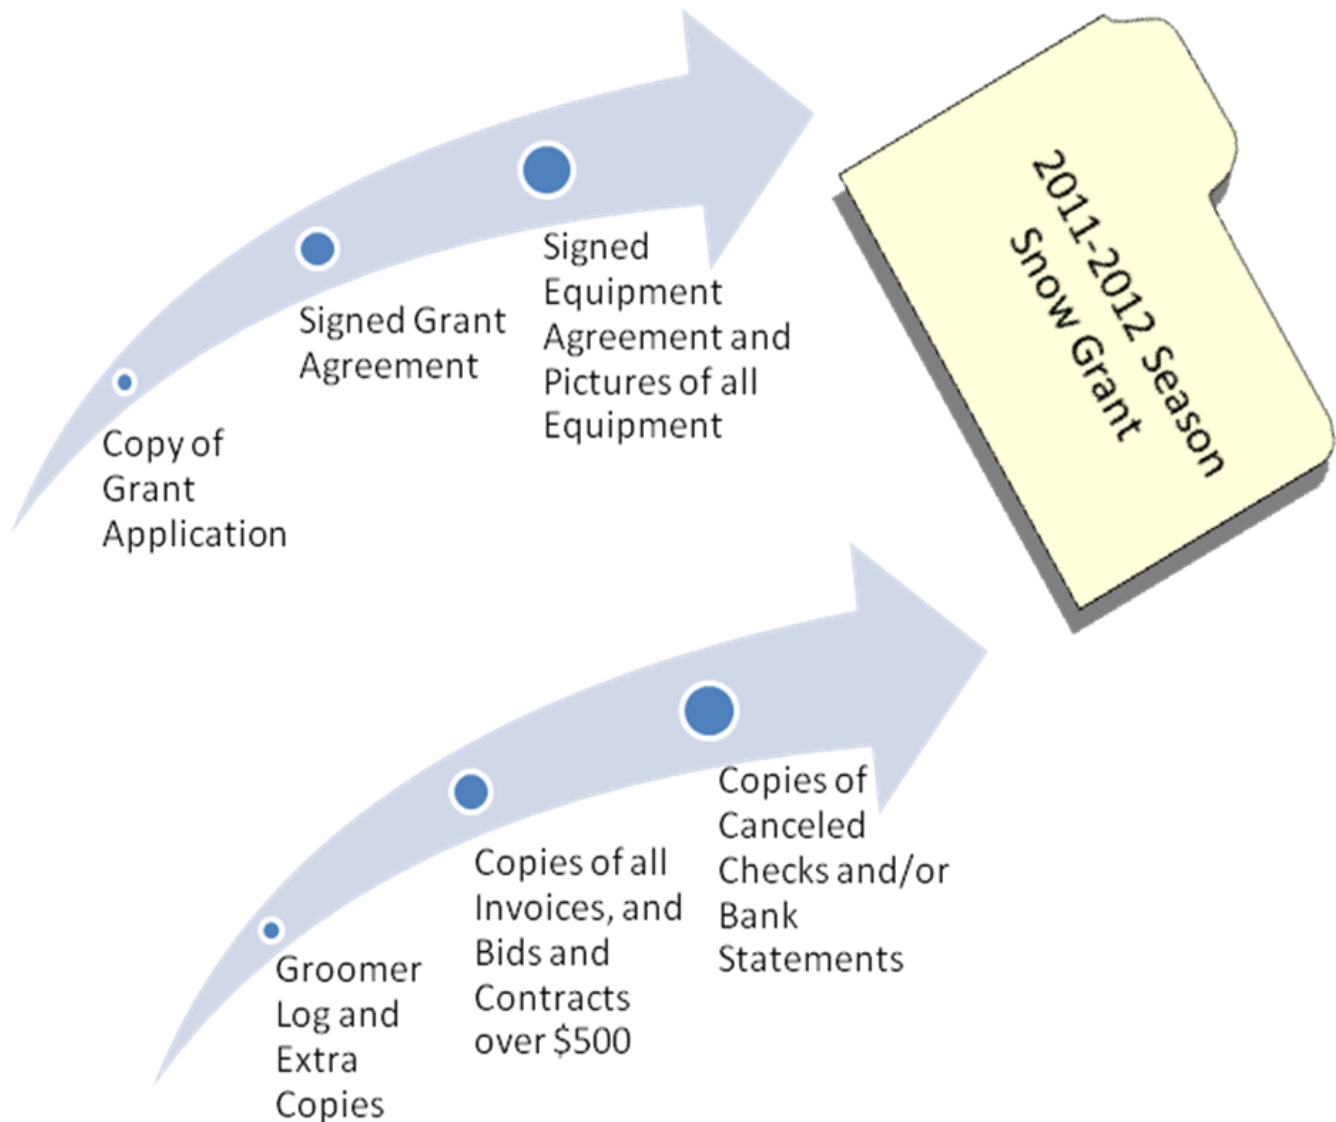 Copy of
Grant
Application
Signed Grant
Agreement
Signed
Equipment
Agreement and
Pictures of all
Equipment
2011-2012 Season
Snow Grant
Groomer
Log and
Extra
Copies
Copies of all
Invoices, and
Bids and
Contracts
over $500
Copies of
Canceled
Checks and/or
Bank
Statements